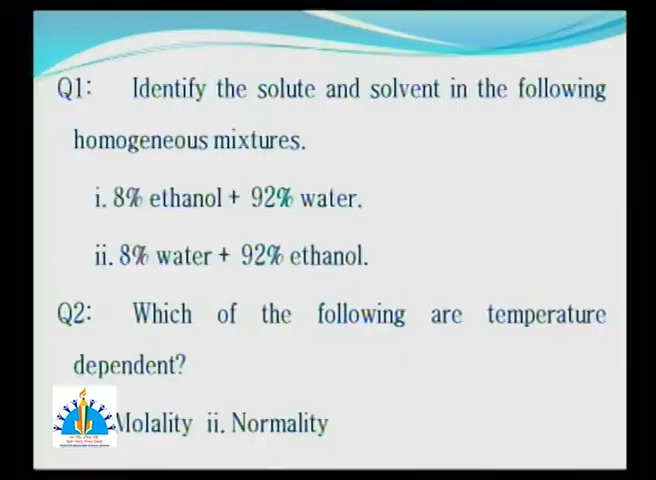 Q1: Identify the solute and solvent in the following
homogeneous mixtures.
i. 8% ethanol + 92% water.
ii. 8% water + 92% ethanol.
Q2: Which of the following are temperature
dependent?
Molality ii. Normality